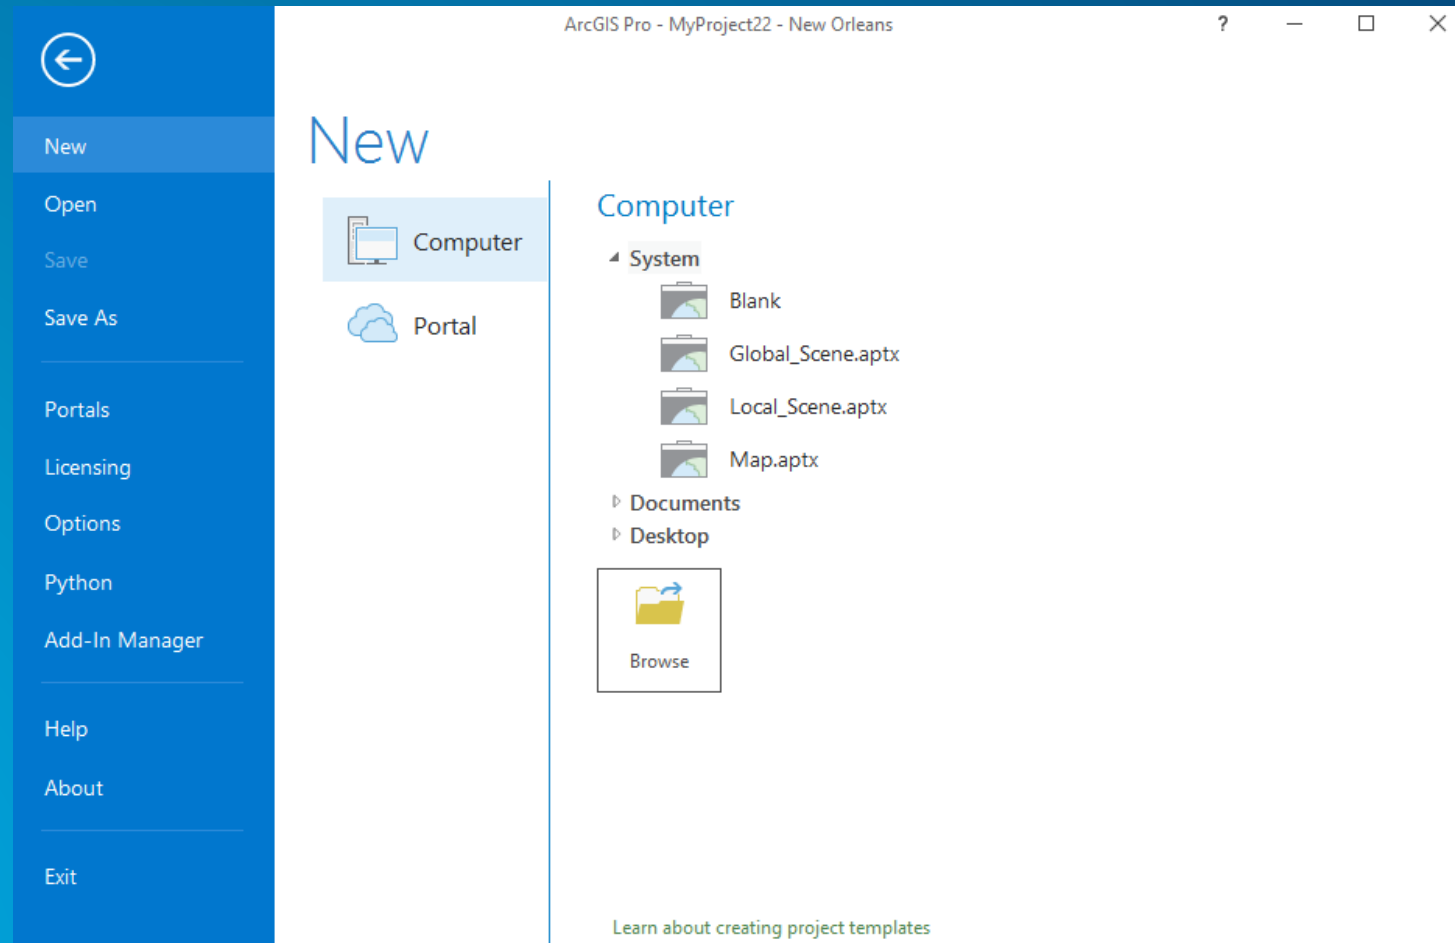 ArcGIS Pro - MyProject22 - New Orleans
?
New
Open
Save
Save As
Portals
Licensing
Options
Python
Add-In Manager
Help
About
Exit
New
Computer
Portal
Computer
System
Blank
Global_Scene.aptx
Local_Scene.aptx
Map.aptx
Documents
Desktop
Browse
Learn about creating project templates